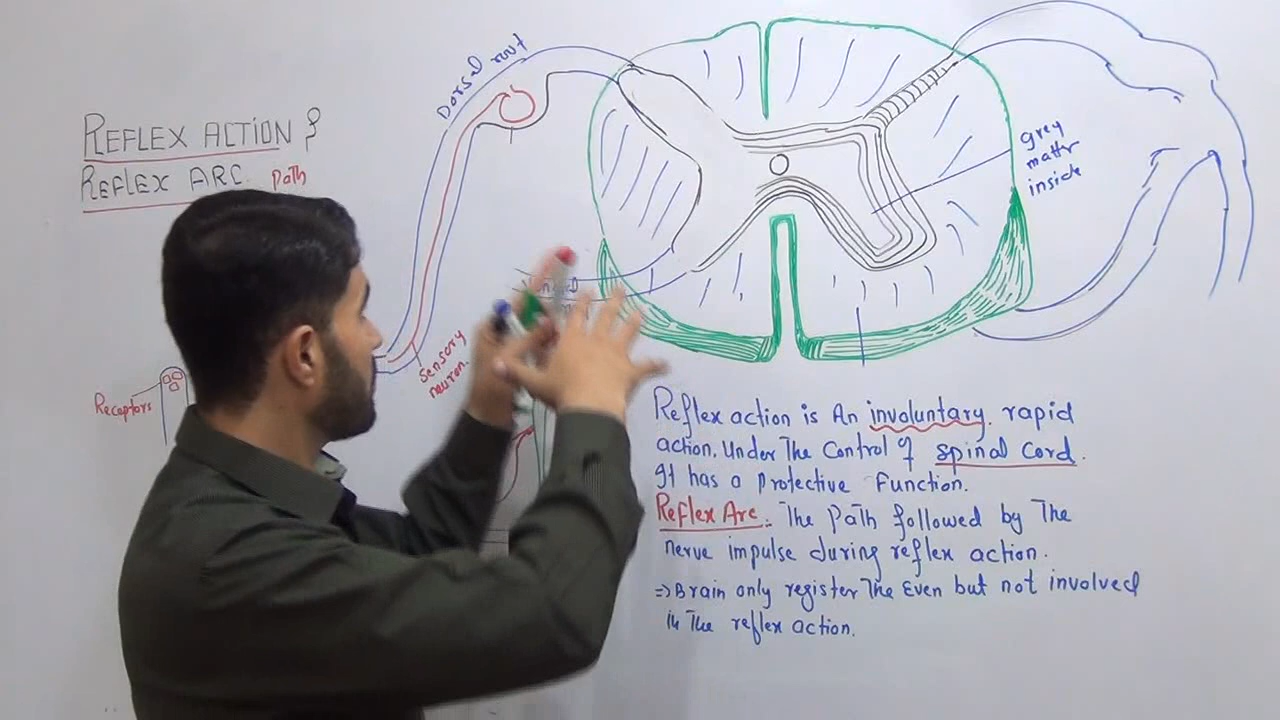 REFLEX ACTION &
REFLEX ARC. Path
Dorsal root
grey
mattr
inside
Sensory
neuron.
Receptors
Reflex action is An involuntary. rapid
action. Under The Control of spinal Cord.
It has a Protective Function.
Reflex Arc:. The Path followed by The
nerve impulse during reflex action.
=> Brain only register The Even but not involved
in The reflex action.